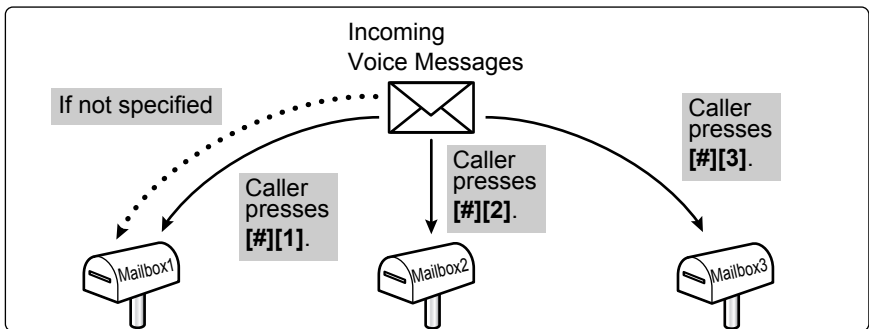 Incoming
Voice Messages
If not specified
Caller
presses
[#][1].
Caller
presses
[#][2].
Caller
presses
[#][3].
Mailbox1
Mailbox2
Mailbox3